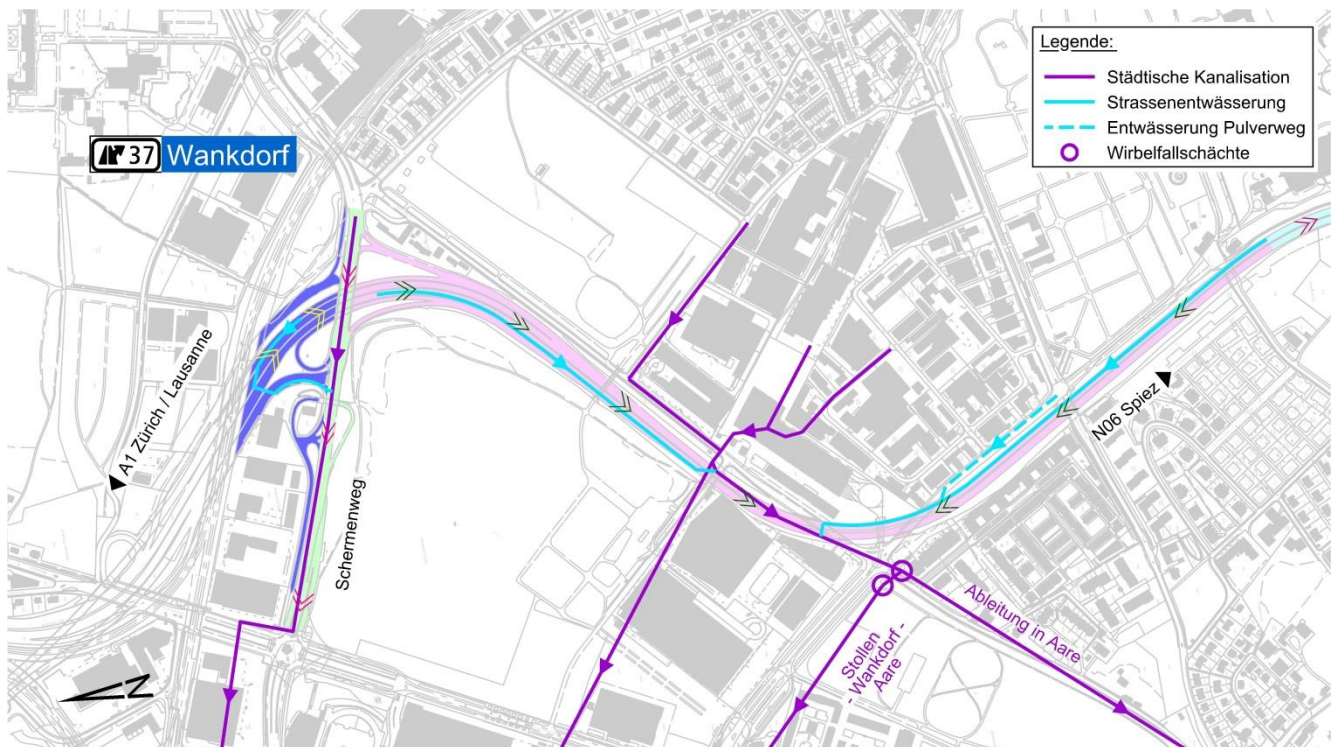 Legende:
Städtische Kanalisation
Strassenentwässerung
Entwässerung Pulverweg
Wirbelfallschächte
37 Wankdorf
A1 Zürich / Lausanne
Schermenweg
N06 Spiez
Ableitung in Aare
Stollen
- Wankdorf -
Aare
N